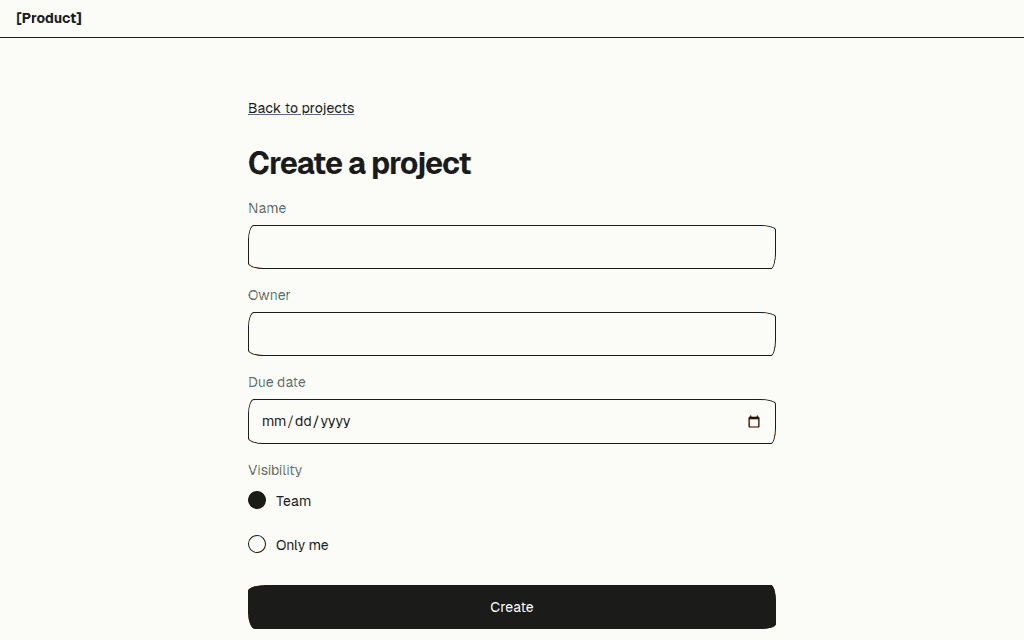 [Product]
Back to projects
Create a project
Name
Owner
Due date
mm/dd/yyyy
Visibility
Team
Only me
Create